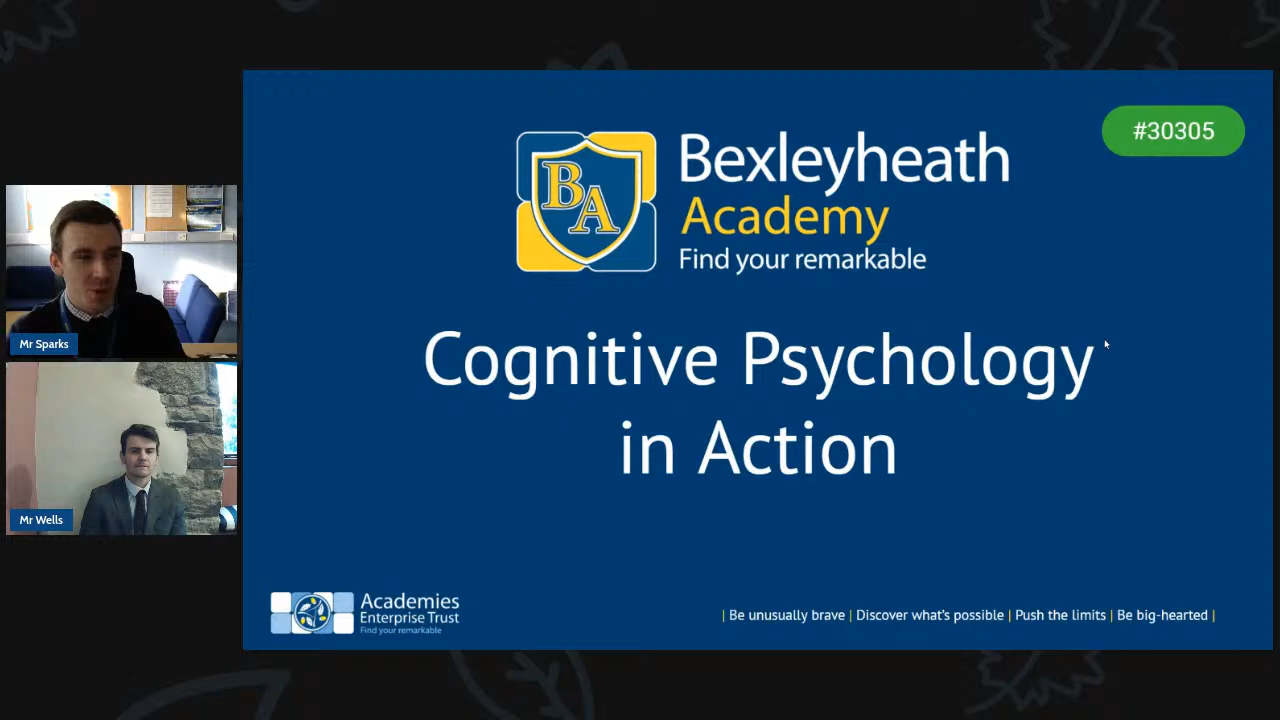 #30305
BA
Bexleyheath
Academy
Find your remarkable
Cognitive Psychology
in Action
Mr Sparks
Mr Wells
Academies
Enterprise Trust
Find your remarkable
| Be unusually brave | Discover what's possible | Push the limits | Be big-hearted |